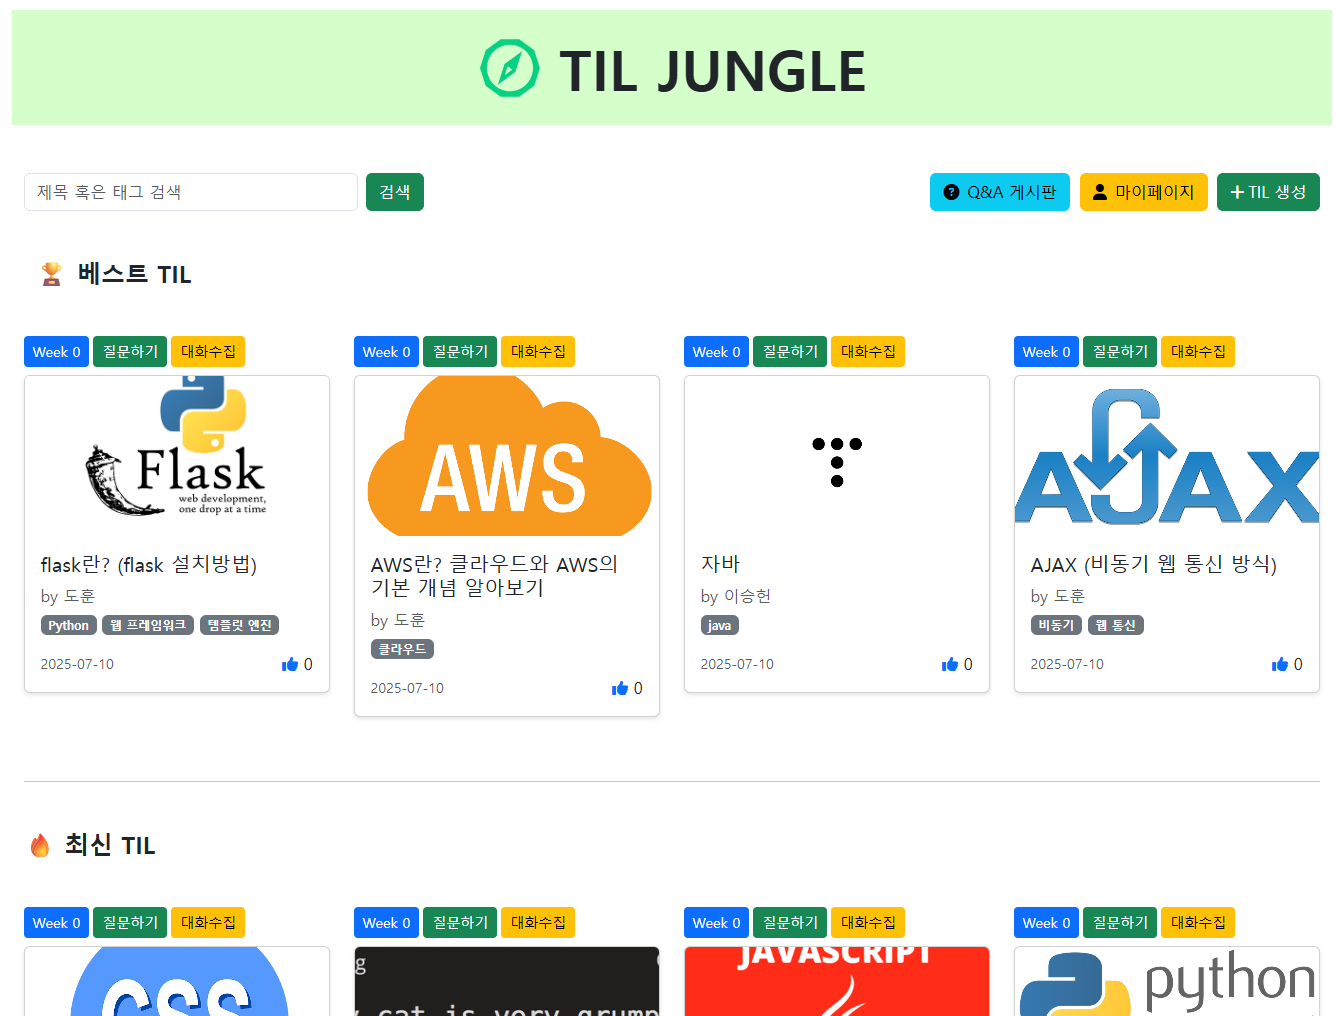 TIL JUNGLE
제목 혹은 태그 검색
검색
Q&A 게시판
마이페이지
TIL 생성
베스트 TIL
Week 0 질문하기 대화수집
Flask
web development,
one drop at a time
flask란? (flask 설치방법)
by 도훈
Python 웹 프레임워크 템플릿 엔진
2025-07-10
0
Week 0 질문하기 대화수집
AWS
AWS란? 클라우드와 AWS의
기본 개념 알아보기
by 도훈
클라우드
2025-07-10
0
Week 0 질문하기 대화수집
자바
by 이승헌
java
2025-07-10
0
Week 0 질문하기 대화수집
AJAX
AJAX (비동기 웹 통신 방식)
by 도훈
비동기 웹 통신
2025-07-10
0
최신 TIL
Week 0 질문하기 대화수집
CSS
Week 0 질문하기 대화수집
g
cat is very grump
Week 0 질문하기 대화수집
JAVASCRIPT
Week 0 질문하기 대화수집
python